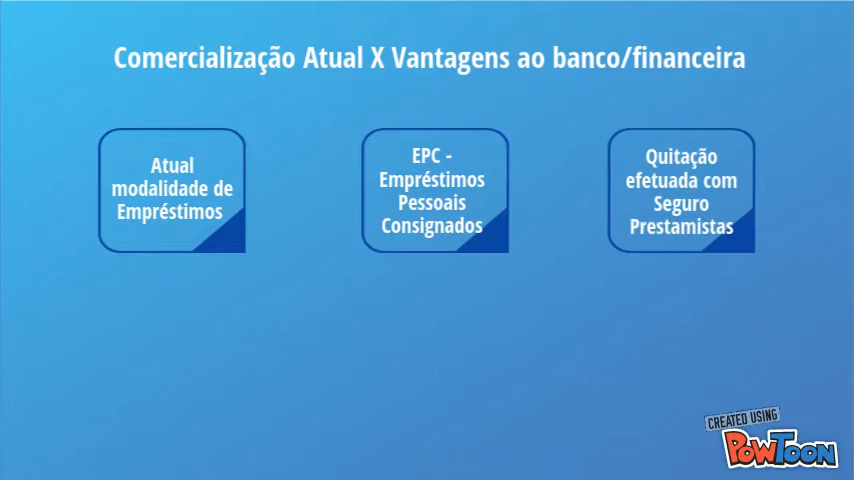 Comercialização Atual X Vantagens ao banco/financeira
Atual
modalidade de
Empréstimos
EPC -
Empréstimos
Pessoais
Consignados
Quitação
efetuada com
Seguro
Prestamistas
CREATED USING
POWTOON